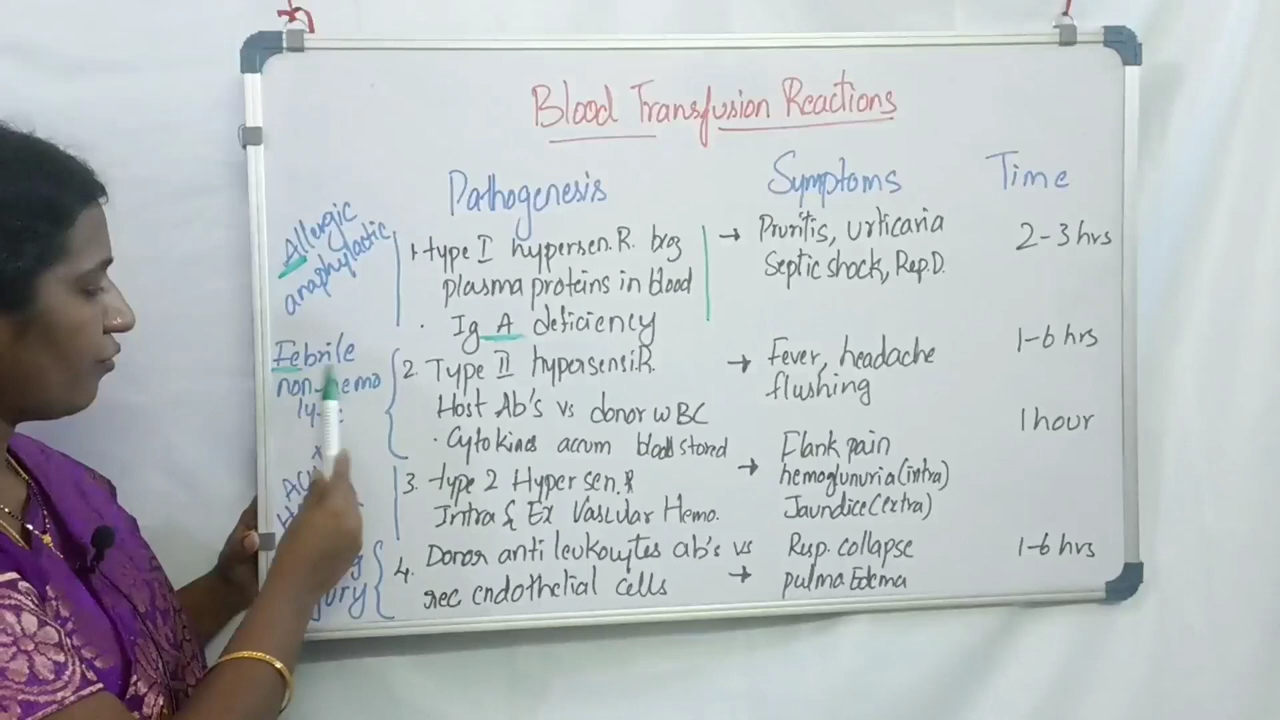 Blood Transfusion Reactions
Pathogenesis
Symptoms
Time
Allergic
anaphylactic
1. type I hypersen.R. bcz
plasma proteins in blood
. Ig A deficiency
→ Pruritis, urticaria
Septic shock, Rep.D.
2-3 hrs
Febrile
non-hemo
2. Type II hypersensi.R.
Host Ab's vs donor WBC
. Cytokines accum blood stored
→ Fever, headache
flushing
1-6 hrs
3. type 2 Hyper sen.R
Intra & Ex Vascular Hemo.
→ Flank pain
hemoglunuria(intra)
Jaundice(extra)
1 hour
4. Donor anti leukoytes ab's vs
rec endothelial cells
→ Resp. collapse
pulma Edema
1-6 hrs